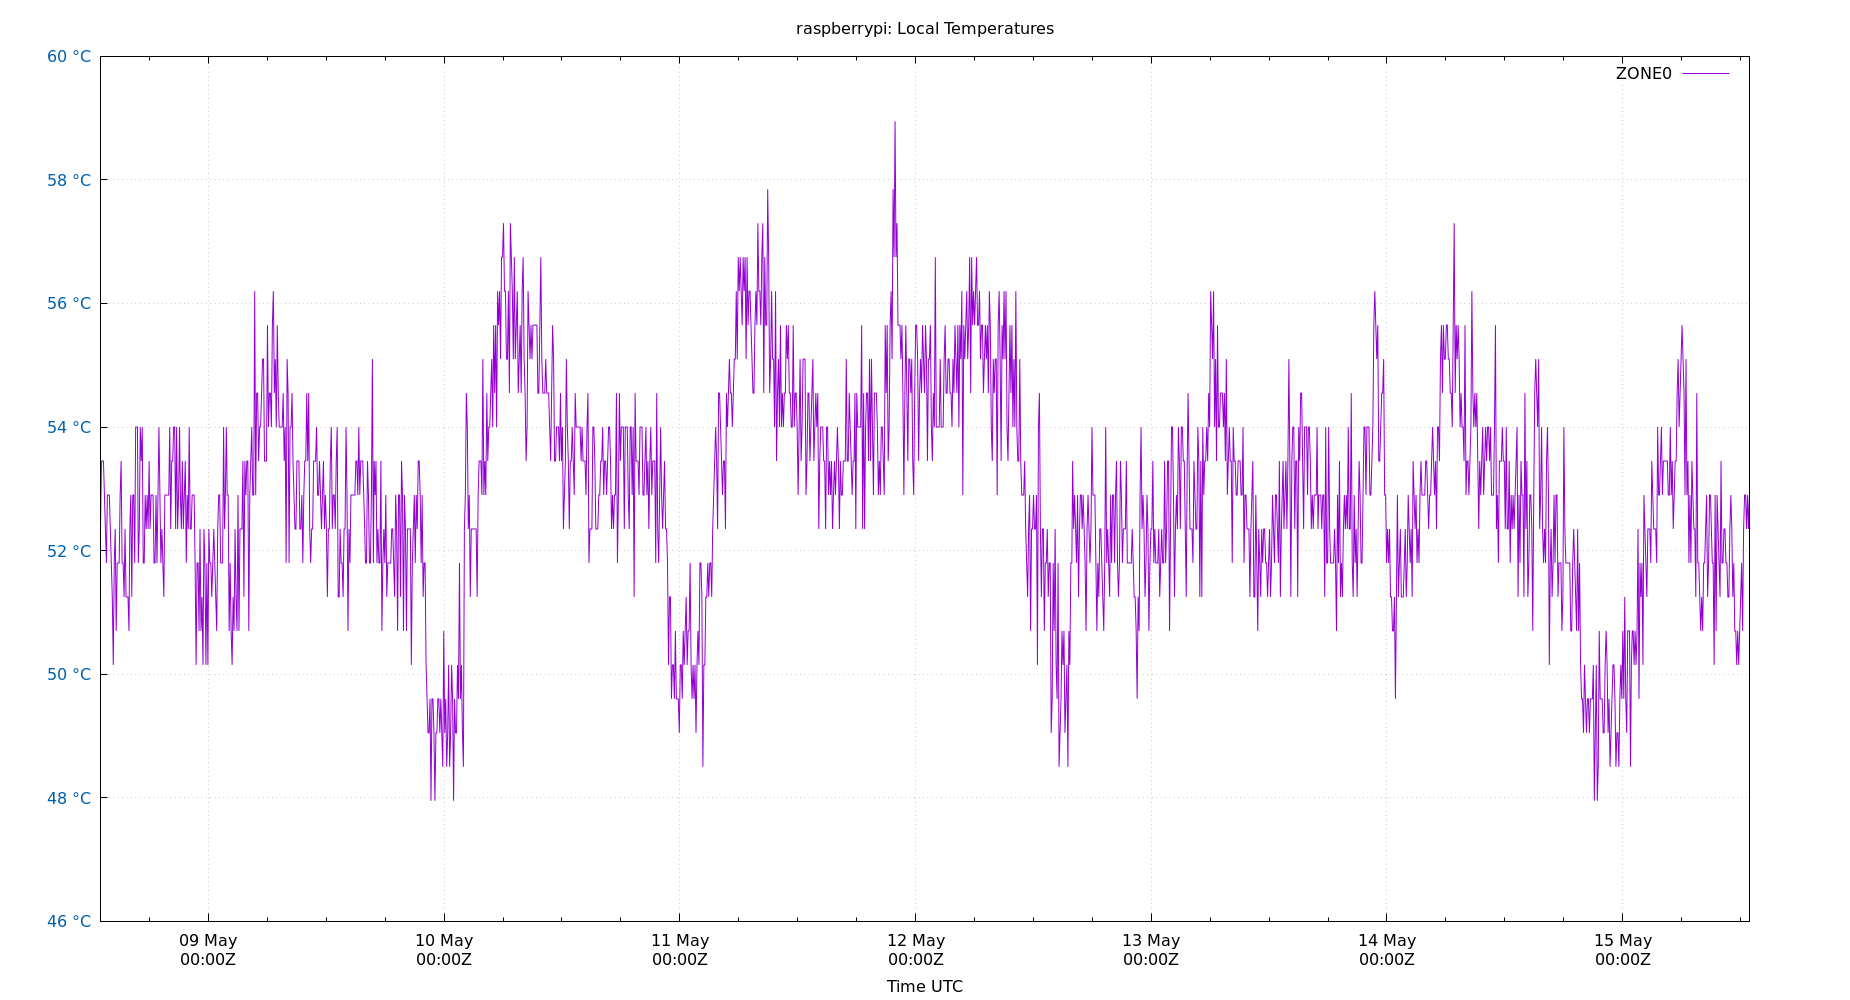 raspberrypi: Local Temperatures
60 °C
ZONE0
58 °C
56 °C
54 °C
52 °C
50 °C
48 °C
46 °C
09 May 10 May 11 May 12 May 13 May 14 May 15 May
00:00Z 00:00Z 00:00Z 00:00Z 00:00Z 00:00Z 00:00Z
Time UTC